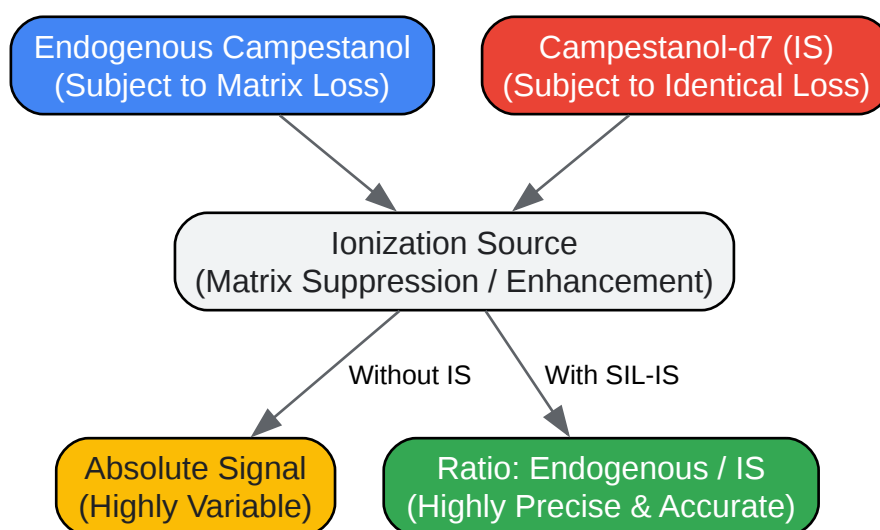 Endogenous Campestanol
(Subject to Matrix Loss)
Campestanol-d7 (IS)
(Subject to Identical Loss)
Ionization Source
(Matrix Suppression / Enhancement)
Without IS
With SIL-IS
Absolute Signal
(Highly Variable)
Ratio: Endogenous / IS
(Highly Precise & Accurate)